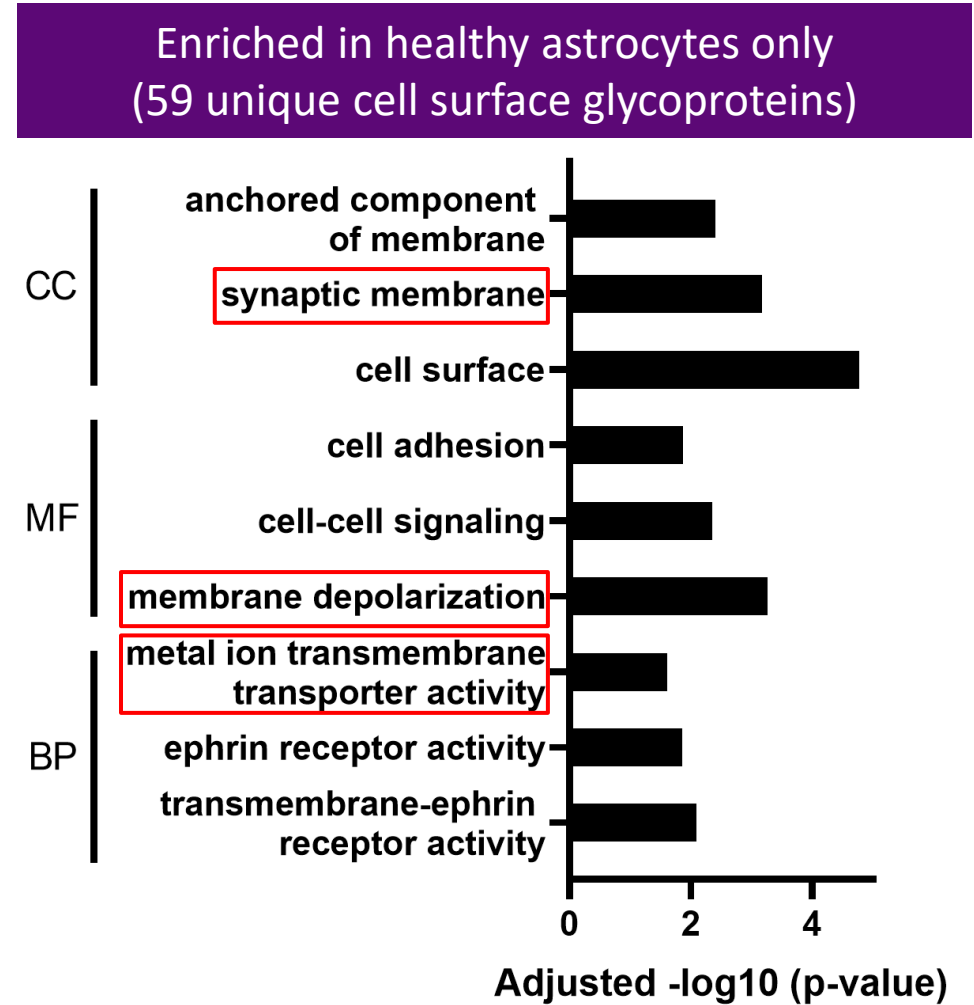 Enriched in healthy astrocytes only
(59 unique cell surface glycoproteins)
CC
anchored component
of membrane
synaptic membrane
cell surface
MF
cell adhesion
cell-cell signaling
membrane depolarization
BP
metal ion transmembrane
transporter activity
ephrin receptor activity
transmembrane-ephrin
receptor activity
0 2 4
Adjusted -log10 (p-value)